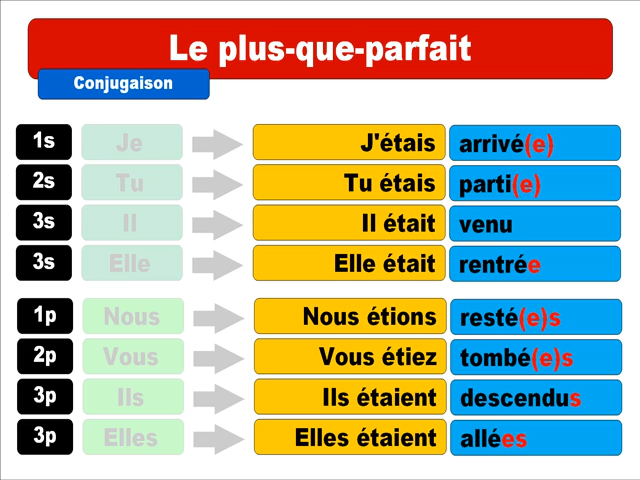 Le plus-que-parfait
Conjugaison
1s Je J'étais arrivé(e)
2s Tu Tu étais parti(e)
3s Il Il était venu
3s Elle Elle était rentrée
1p Nous Nous étions resté(e)s
2p Vous Vous étiez tombé(e)s
3p Ils Ils étaient descendus
3p Elles Elles étaient allées